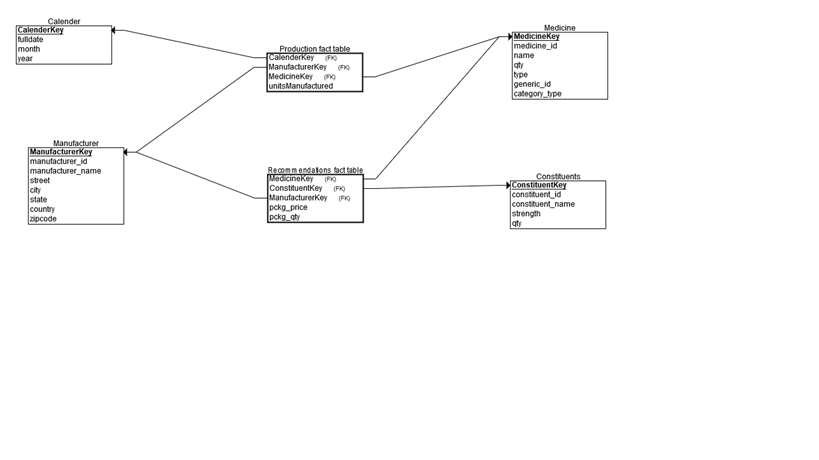 Calender
CalenderKey
fulldate
month
year
Production fact table
CalenderKey (FK)
ManufacturerKey (FK)
MedicineKey (FK)
unitsManufactured
Medicine
MedicineKey
medicine_id
name
qty
type
generic_id
category_type
Manufacturer
ManufacturerKey
manufacturer_id
manufacturer_name
street
city
state
country
zipcode
Recommendations fact table
MedicineKey (FK)
ConstituentKey (FK)
ManufacturerKey (FK)
pckg_price
pckg_qty
Constituents
ConstituentKey
constituent_id
constituent_name
strength
qty